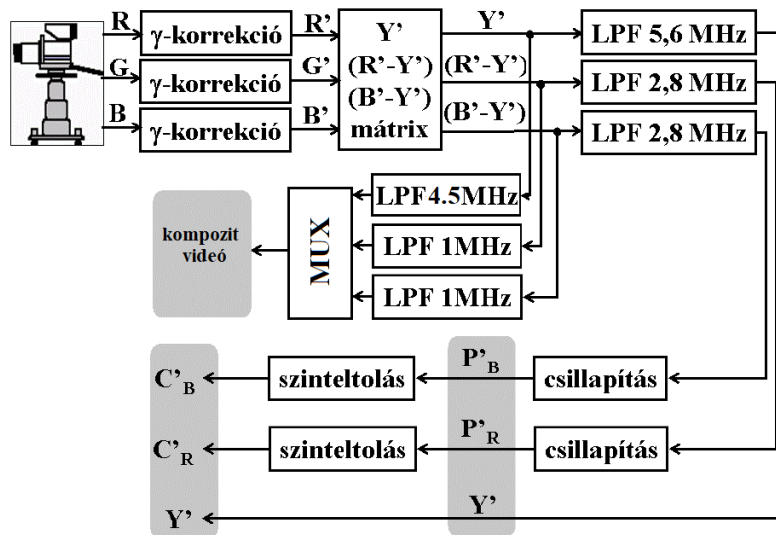 R γ-korrekció R' Y' Y' LPF 5,6 MHz
G γ-korrekció G' (R'-Y') (R'-Y') LPF 2,8 MHz
B γ-korrekció B' (B'-Y') (B'-Y') LPF 2,8 MHz
mátrix
kompozit
videó
MUX
LPF4.5MHz
LPF 1MHz
LPF 1MHz
C'B szinteltolás P'B csillapítás
C'R szinteltolás P'R csillapítás
Y' Y'